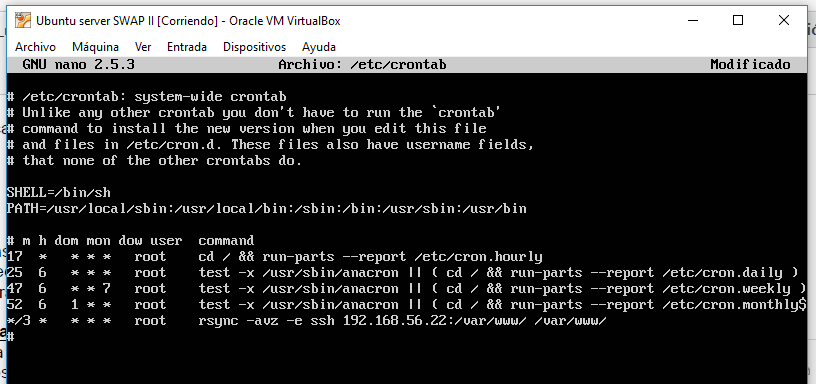 Ubuntu server SWAP II [Corriendo] - Oracle VM VirtualBox
Archivo Máquina Ver Entrada Dispositivos Ayuda
GNU nano 2.5.3 Archivo: /etc/crontab Modificado
# /etc/crontab: system-wide crontab
# Unlike any other crontab you don't have to run the `crontab'
# command to install the new version when you edit this file
# and files in /etc/cron.d. These files also have username fields,
# that none of the other crontabs do.
SHELL=/bin/sh
PATH=/usr/local/sbin:/usr/local/bin:/sbin:/bin:/usr/sbin:/usr/bin
# m h dom mon dow user command
17 * * * * root cd / && run-parts --report /etc/cron.hourly
25 6 * * * root test -x /usr/sbin/anacron || ( cd / && run-parts --report /etc/cron.daily )
47 6 * * 7 root test -x /usr/sbin/anacron || ( cd / && run-parts --report /etc/cron.weekly )
52 6 1 * * root test -x /usr/sbin/anacron || ( cd / && run-parts --report /etc/cron.monthly$
*/3 * * * * root rsync -avz -e ssh 192.168.56.22:/var/www/ /var/www/
#